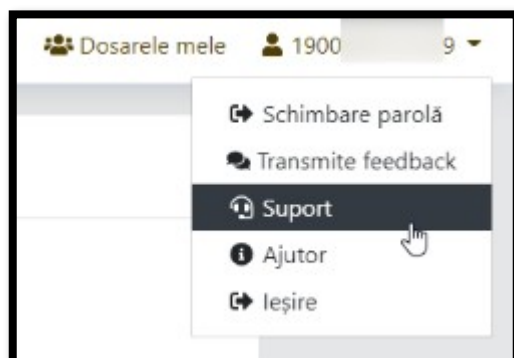 Dosarele mele 1900 9
Schimbare parolă
Transmite feedback
Suport
Ajutor
Ieșire